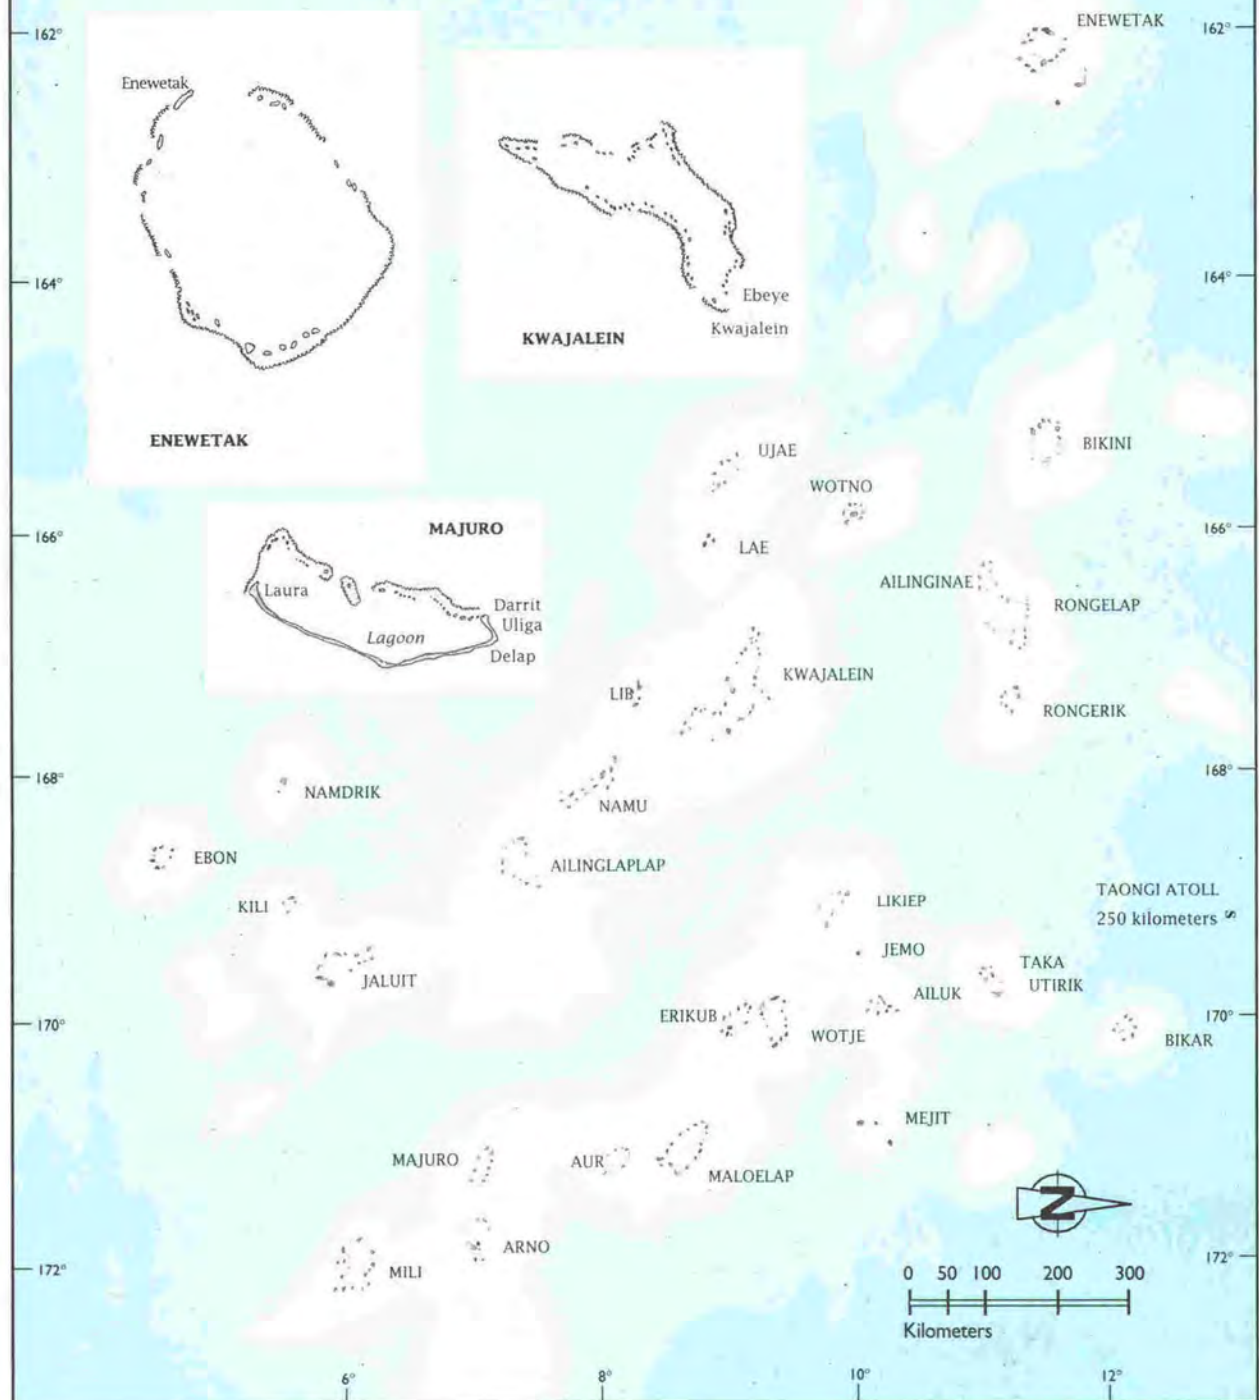 162°
162°
ENEWETAK
Enewetak
164°
164°
Ebeye
Kwajalein
KWAJALEIN
ENEWETAK
UJAE
BIKINI
WOTNO
MAJURO
166°
166°
LAE
AILINGINAE
Laura
RONGELAP
Darrit
Uliga
Lagoon
Delap
KWAJALEIN
LIB
RONGERIK
168°
168°
NAMDRIK
NAMU
EBON
AILINGLAPLAP
TAONGI ATOLL
250 kilometers
KILI
LIKIEP
JEMO
TAKA
UTIRIK
JALUIT
AILUK
ERIKUB
170°
170°
WOTJE
BIKAR
MEJIT
MAJURO
AUR
MALOELAP
N
ARNO
172°
172°
MILI
0 50 100 200 300
Kilometers
6° 8° 10° 12°